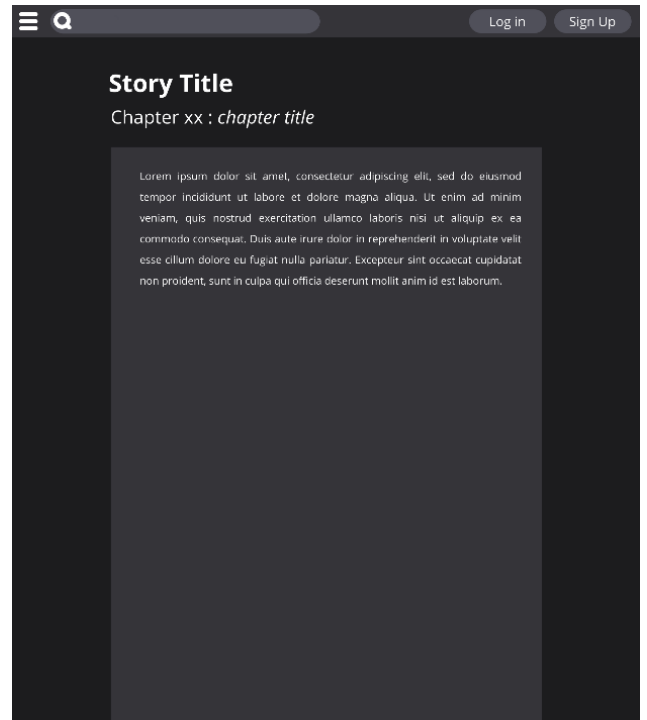 Log in
Sign Up
Story Title
Chapter xx : chapter title
Lorem ipsum dolor sit amet, consectetur adipiscing elit, sed do eiusmod
tempor incididunt ut labore et dolore magna aliqua. Ut enim ad minim
veniam, quis nostrud exercitation ullamco laboris nisi ut aliquip ex ea
commodo consequat. Duis aute irure dolor in reprehenderit in voluptate velit
esse cillum dolore eu fugiat nulla pariatur. Excepteur sint occaecat cupidatat
non proident, sunt in culpa qui officia deserunt mollit anim id est laborum.